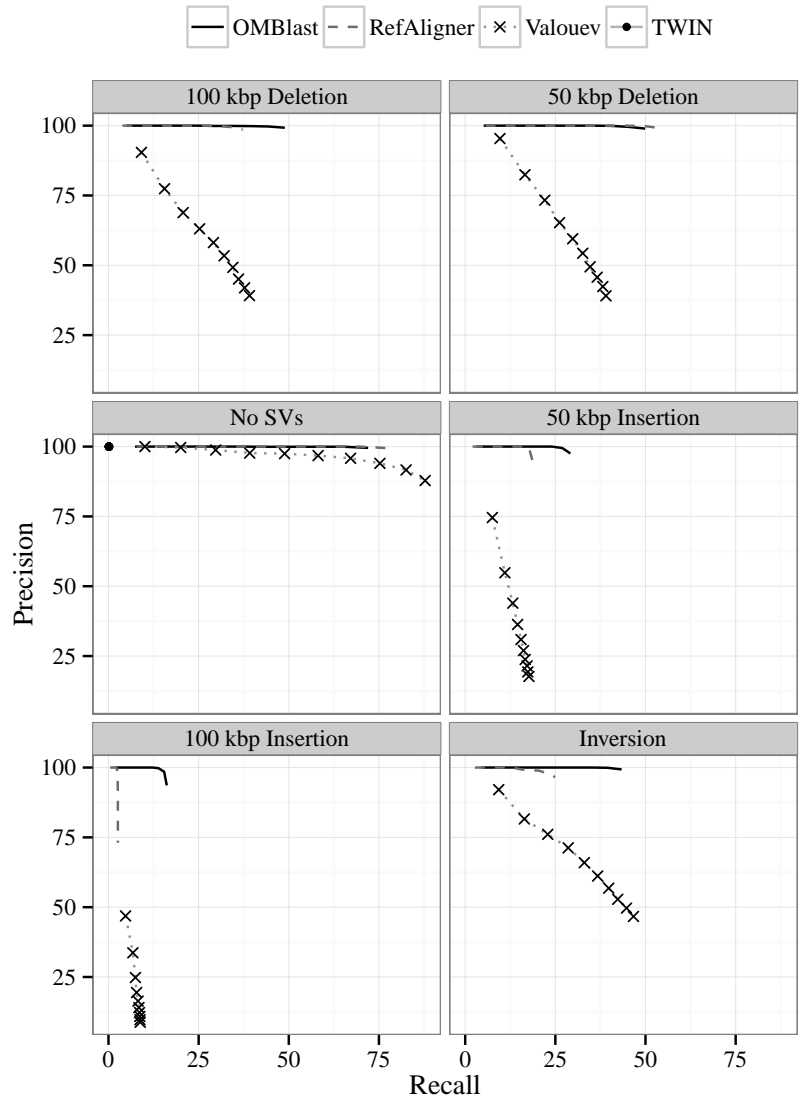 OMBlast RefAligner Valouev TWIN
100 kbp Deletion 50 kbp Deletion
100
75
50
25
No SVs 50 kbp Insertion
100
75
50
25
Precision
100 kbp Insertion Inversion
100
75
50
25
0 25 50 75 0 25 50 75
Recall